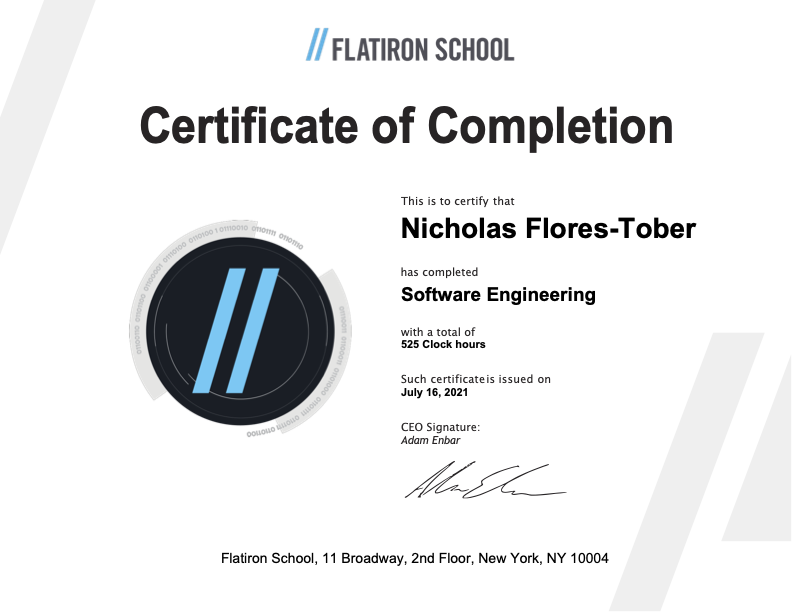 // FLATIRON SCHOOL
Certificate of Completion
This is to certify that
Nicholas Flores-Tober
has completed
Software Engineering
with a total of
525 Clock hours
Such certificate is issued on
July 16, 2021
CEO Signature:
Adam Enbar
Flatiron School, 11 Broadway, 2nd Floor, New York, NY 10004